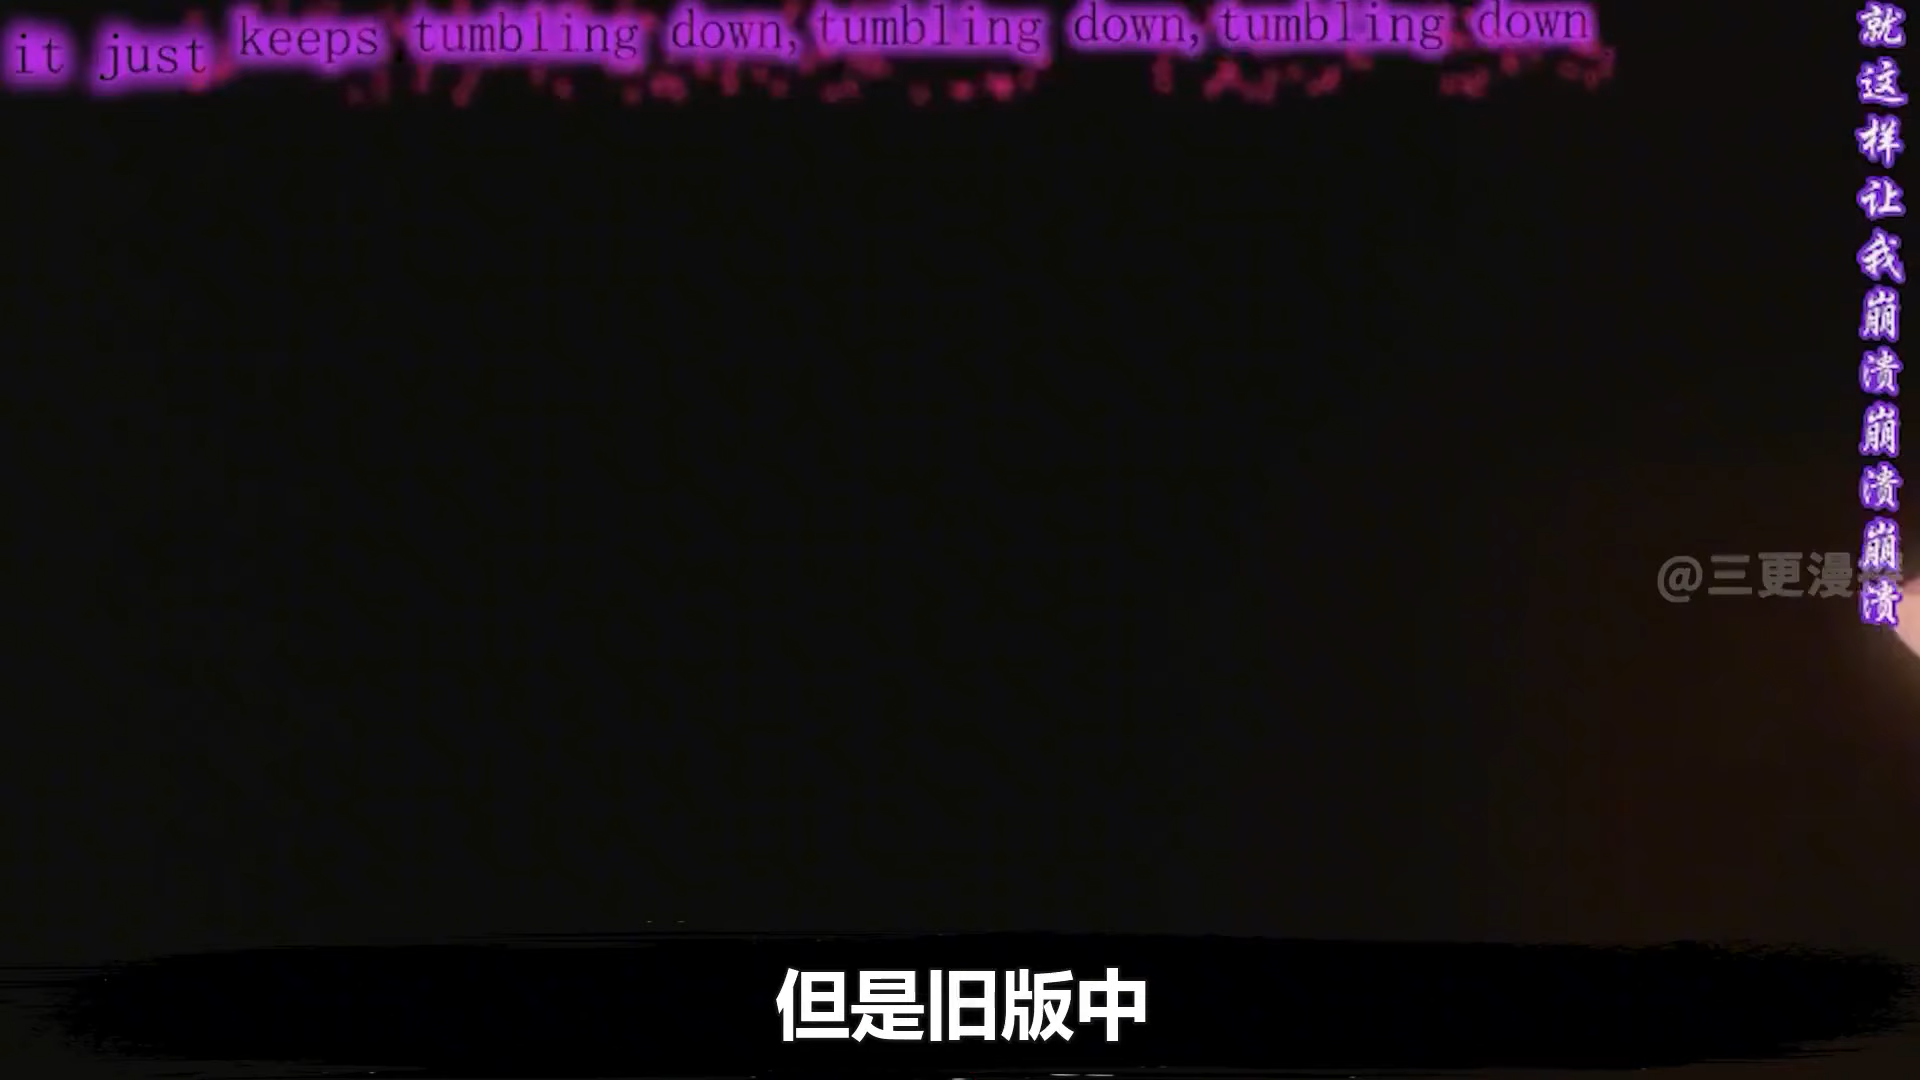 it just keeps tumbling down,tumbling down,tumbling down
就这样让我崩溃崩溃崩溃
@三更漫
但是旧版中